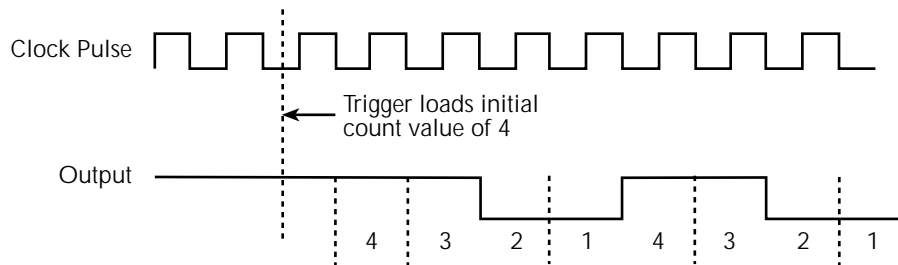 Clock Pulse
Trigger loads initial
count value of 4
Output
4 3 2 1 4 3 2 1